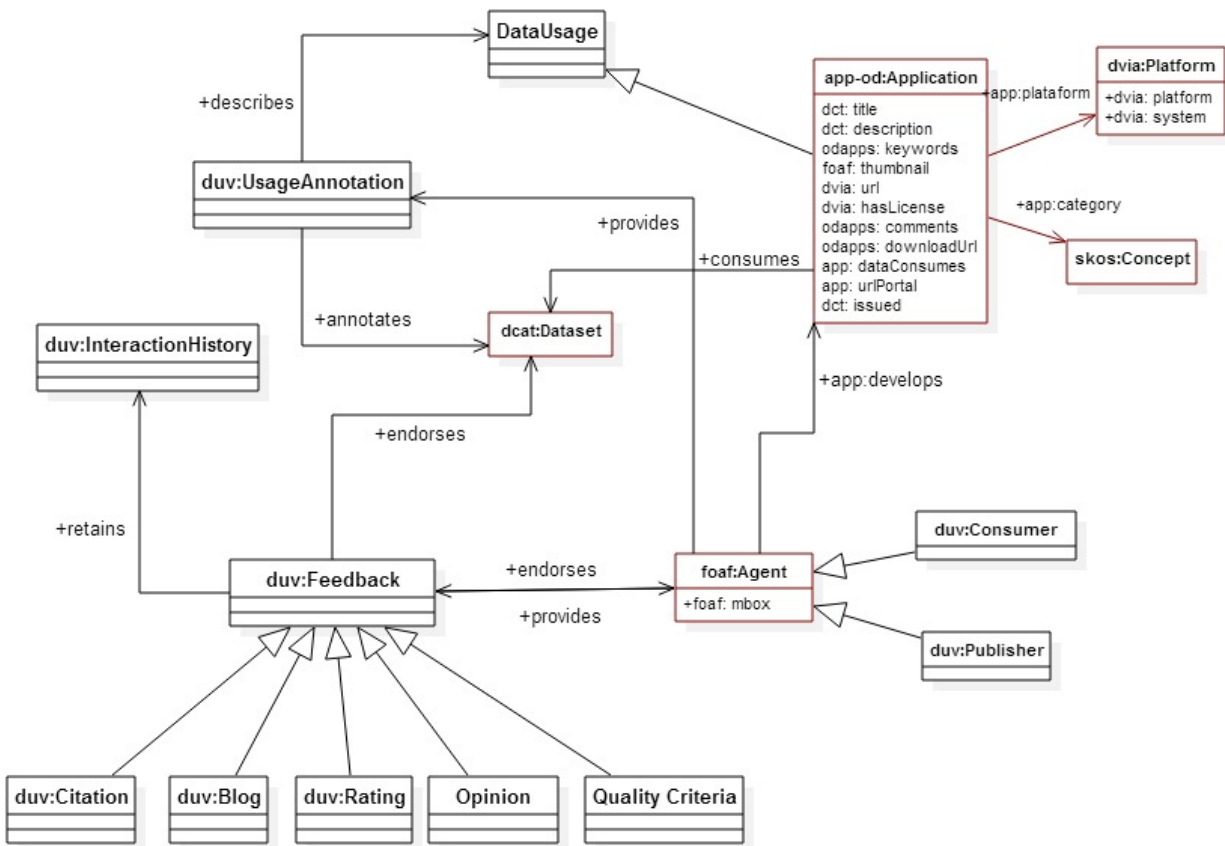 DataUsage
app-od:Application
dct: title
dct: description
odapps: keywords
foaf: thumbnail
dvia: url
dvia: hasLicense
odapps: comments
odapps: downloadUrl
app: dataConsumes
app: urlPortal
dct: issued
+app:plataform
dvia:Platform
+dvia: platform
+dvia: system
+app:category
skos:Concept
+describes
duv:UsageAnnotation
+provides
+consumes
+annotates
dcat:Dataset
duv:InteractionHistory
+app:develops
+endorses
+retains
duv:Feedback
+endorses
+provides
foaf:Agent
+foaf: mbox
duv:Consumer
duv:Publisher
duv:Citation
duv:Blog
duv:Rating
Opinion
Quality Criteria